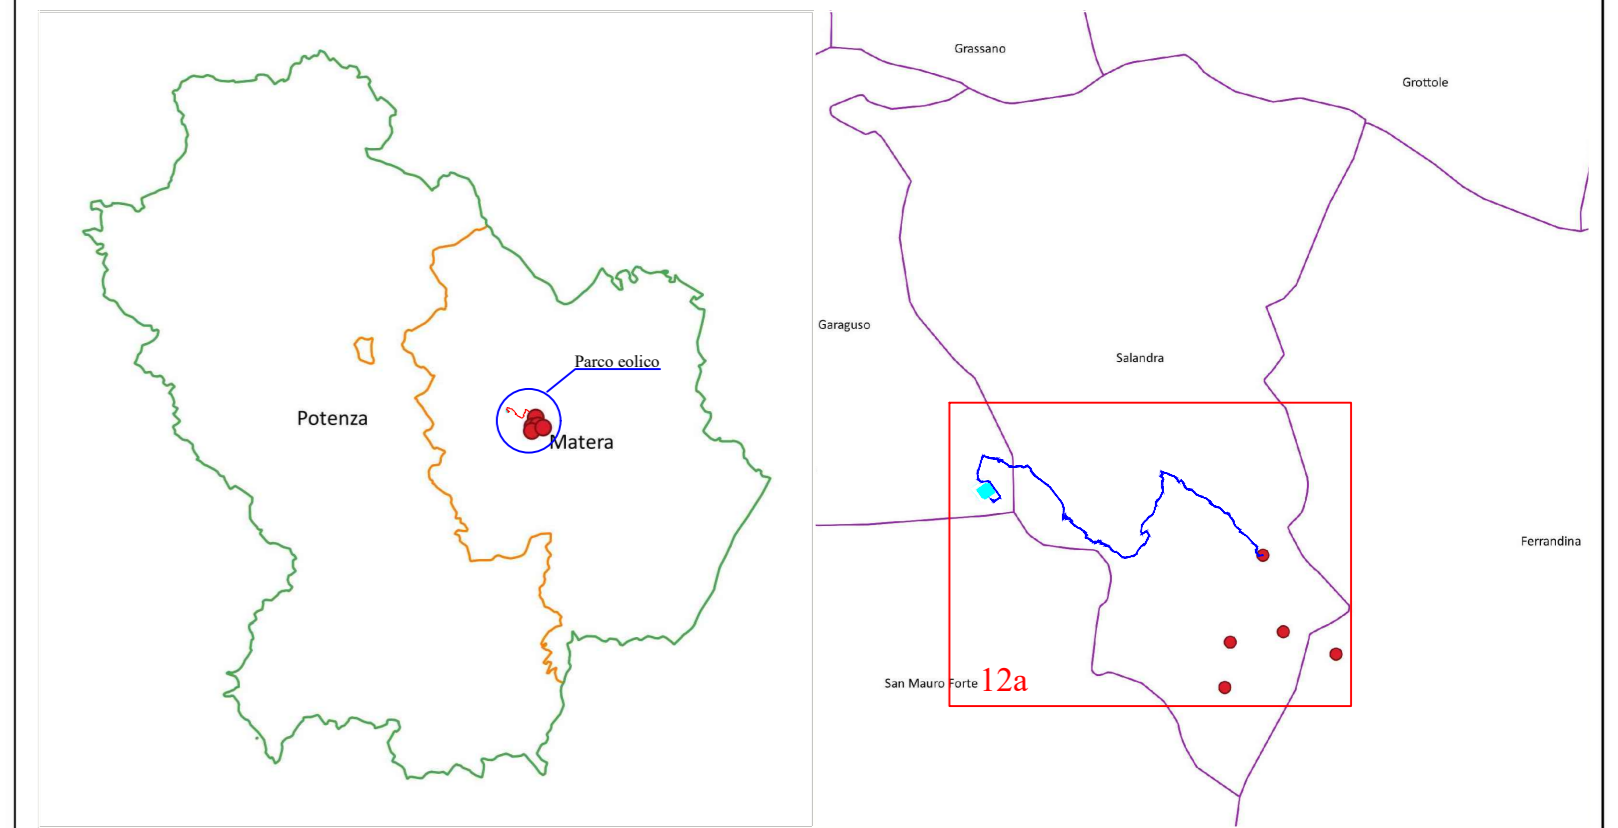 Parco eolico
Potenza
Matera
Grassano
Grottole
Garaguso
Salandra
Ferrandina
San Mauro Forte
12a